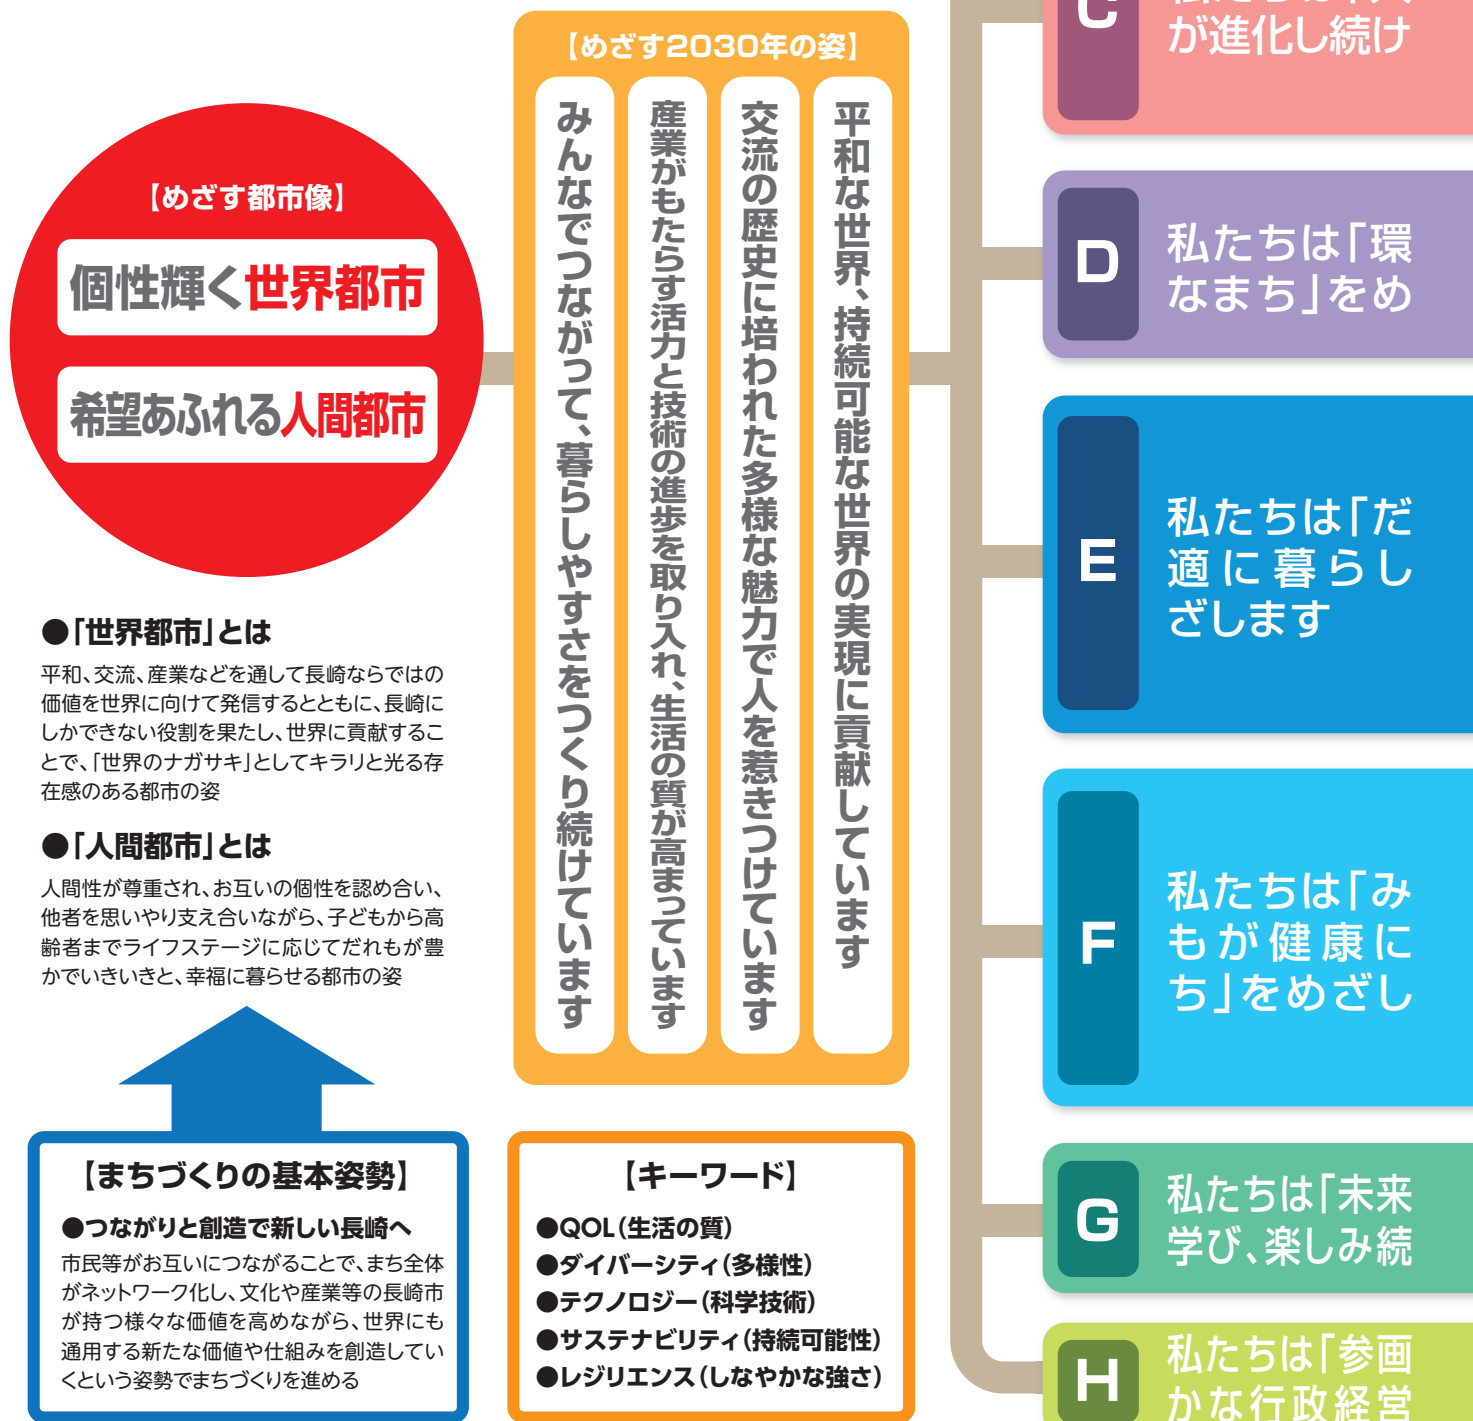 【めざす都市像】
個性輝く世界都市
希望あふれる人間都市
●「世界都市」とは
平和、交流、産業などを通して長崎ならではの
価値を世界に向けて発信するとともに、長崎に
しかできない役割を果たし、世界に貢献するこ
とで、「世界のナガサキ」としてキラリと光る存
在感のある都市の姿
●「人間都市」とは
人間性が尊重され、お互いの個性を認め合い、
他者を思いやり支え合いながら、子どもから高
齢者までライフステージに応じてだれもが豊
かでいきいきと、幸福に暮らせる都市の姿
【まちづくりの基本姿勢】
●つながりと創造で新しい長崎へ
市民等がお互いにつながることで、まち全体
がネットワーク化し、文化や産業等の長崎市
が持つ様々な価値を高めながら、世界にも
通用する新たな価値や仕組みを創造してい
くという姿勢でまちづくりを進める
【めざす2030年の姿】
平和な世界、持続可能な世界の実現に貢献しています
交流の歴史に培われた多様な魅力で人を惹きつけています
産業がもたらす活力と技術の進歩を取り入れ、生活の質が高まっています
みんなでつながって、暮らしやすさをつくり続けています
【キーワード】
●QOL(生活の質)
●ダイバーシティ(多様性)
●テクノロジー(科学技術)
●サステナビリティ(持続可能性)
●レジリエンス(しなやかな強さ)
C
が進化し続け
D
私たちは「環
なまち」をめ
E
私たちは「だ
適に暮らし
ざします
F
私たちは「み
もが健康に
ち」をめざし
G
私たちは「未来
学び、楽しみ続
H
私たちは「参画
かな行政経営